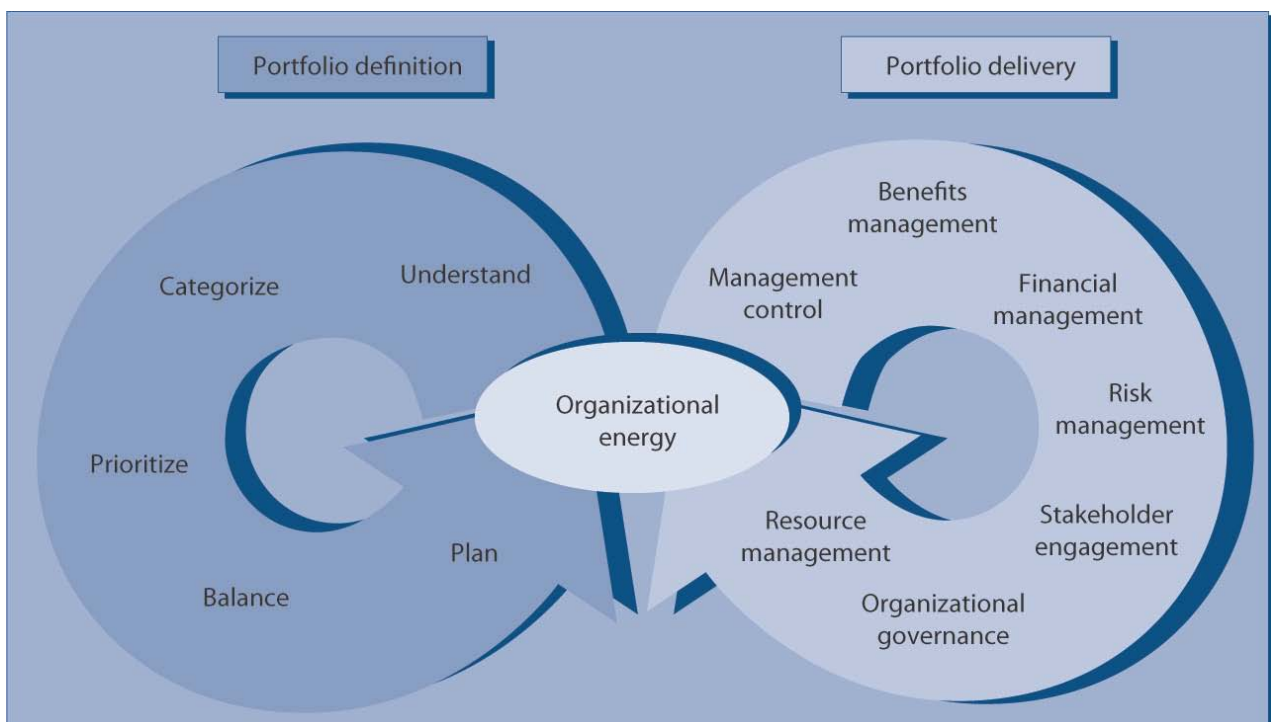 Portfolio definition
Portfolio delivery
Understand
Categorize
Prioritize
Balance
Plan
Organizational
energy
Management
control
Benefits
management
Financial
management
Risk
management
Stakeholder
engagement
Organizational
governance
Resource
management